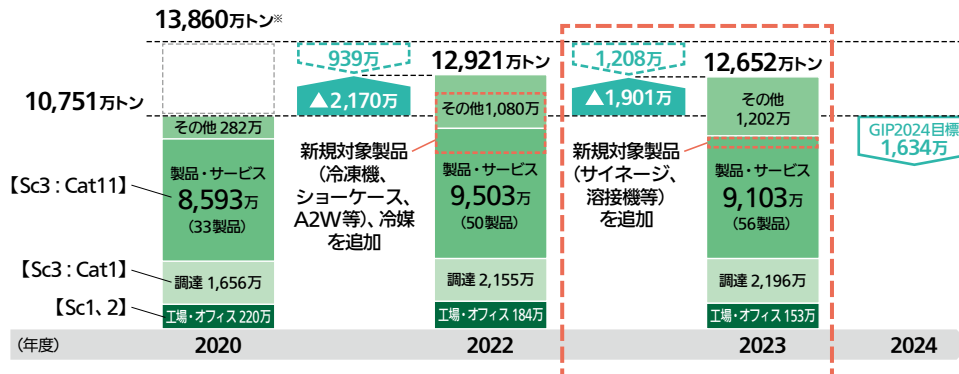 13,860万トン※
10,751万トン
その他 282万
製品・サービス
8,593万
(33製品)
調達 1,656万
工場・オフィス 220万
【Sc3 : Cat11】
【Sc3 : Cat1】
【Sc1、2】
939万
▲2,170万
新規対象製品
(冷凍機、
ショーケース、
A2W等)、冷媒
を追加
12,921万トン
その他1,080万
製品・サービス
9,503万
(50製品)
調達 2,155万
工場・オフィス 184万
1,208万
▲1,901万
新規対象製品
(サイネージ、
溶接機等)
を追加
12,652万トン
その他
1,202万
製品・サービス
9,103万
(56製品)
調達 2,196万
工場・オフィス 153万
GIP2024目標
1,634万
(年度)
2020
2022
2023
2024